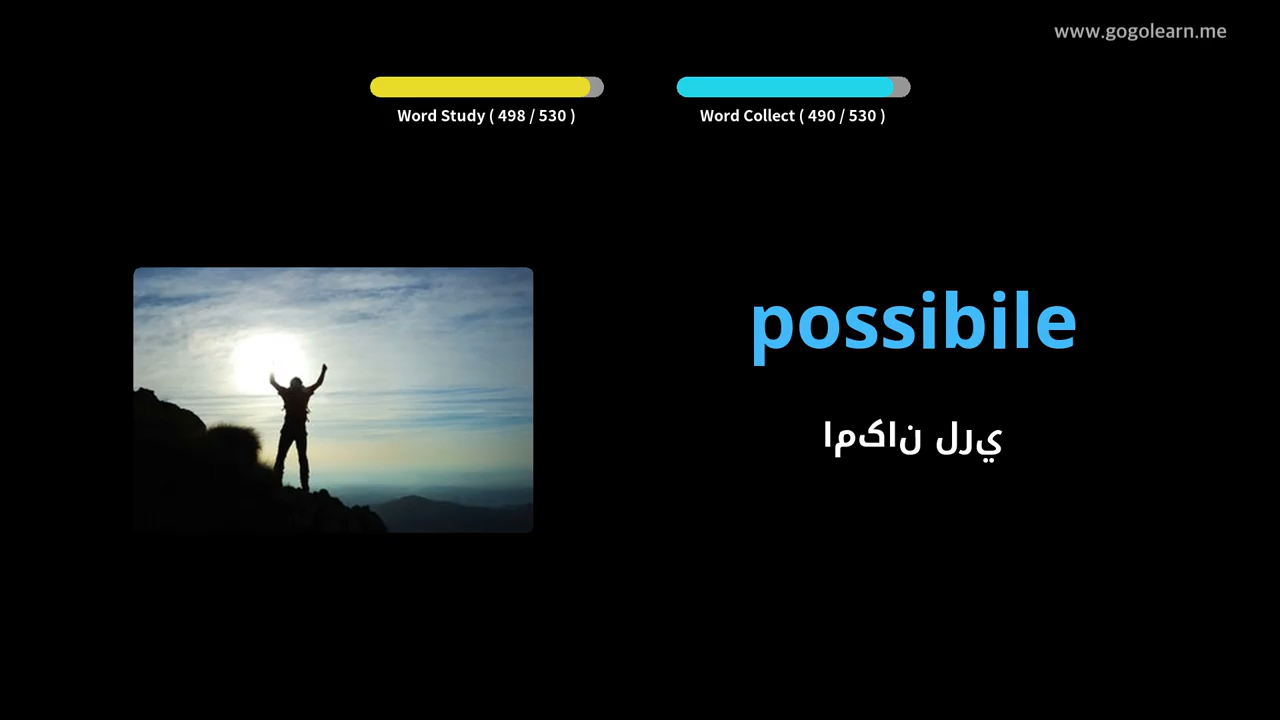 www.gogolearn.me
Word Study ( 498 / 530 )
Word Collect ( 490 / 530 )
possibile
امکان لري